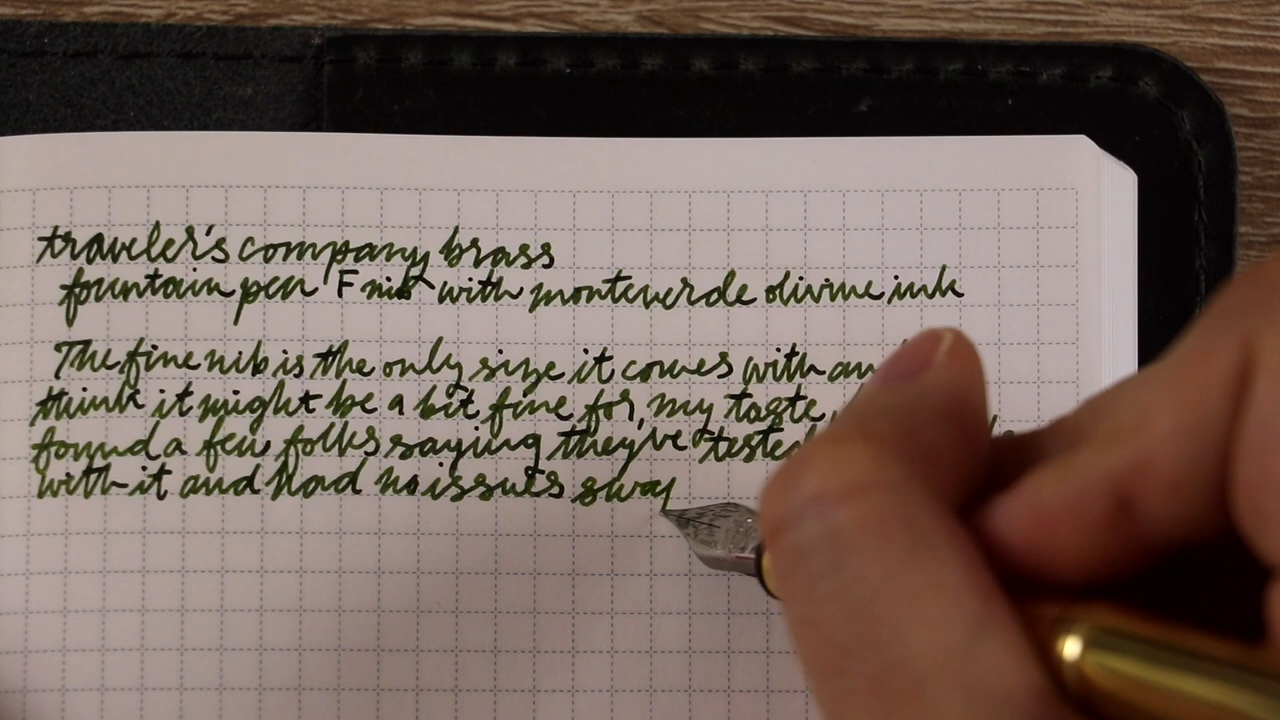 traveler's company brass
fountain pen F nib with monteverde olivine ink
The fine nib is the only size it comes with an
think it might be a bit fine for my taste,
found a few folks saying they've tested
with it and had no issues sway